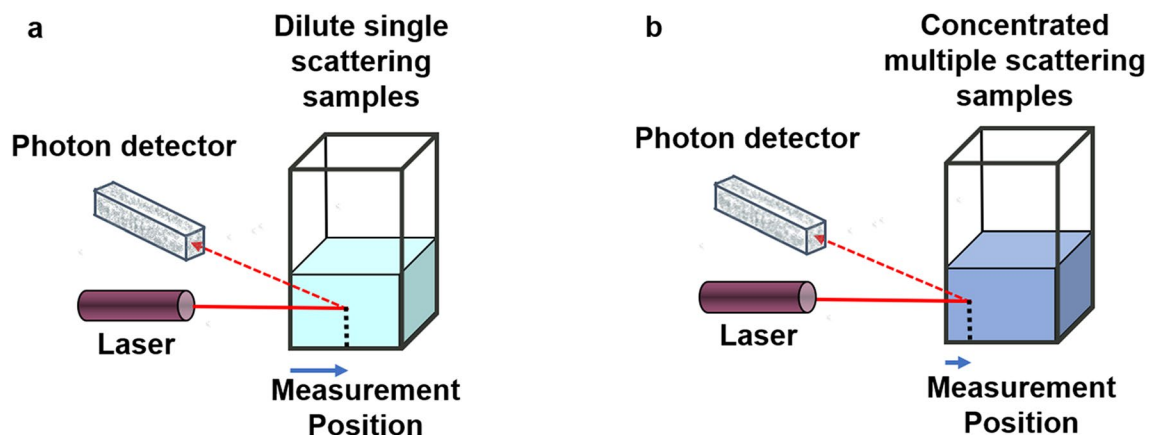 a
Dilute single
scattering
samples
Photon detector
Laser
Measurement
Position
b
Concentrated
multiple scattering
samples
Photon detector
Laser
Measurement
Position